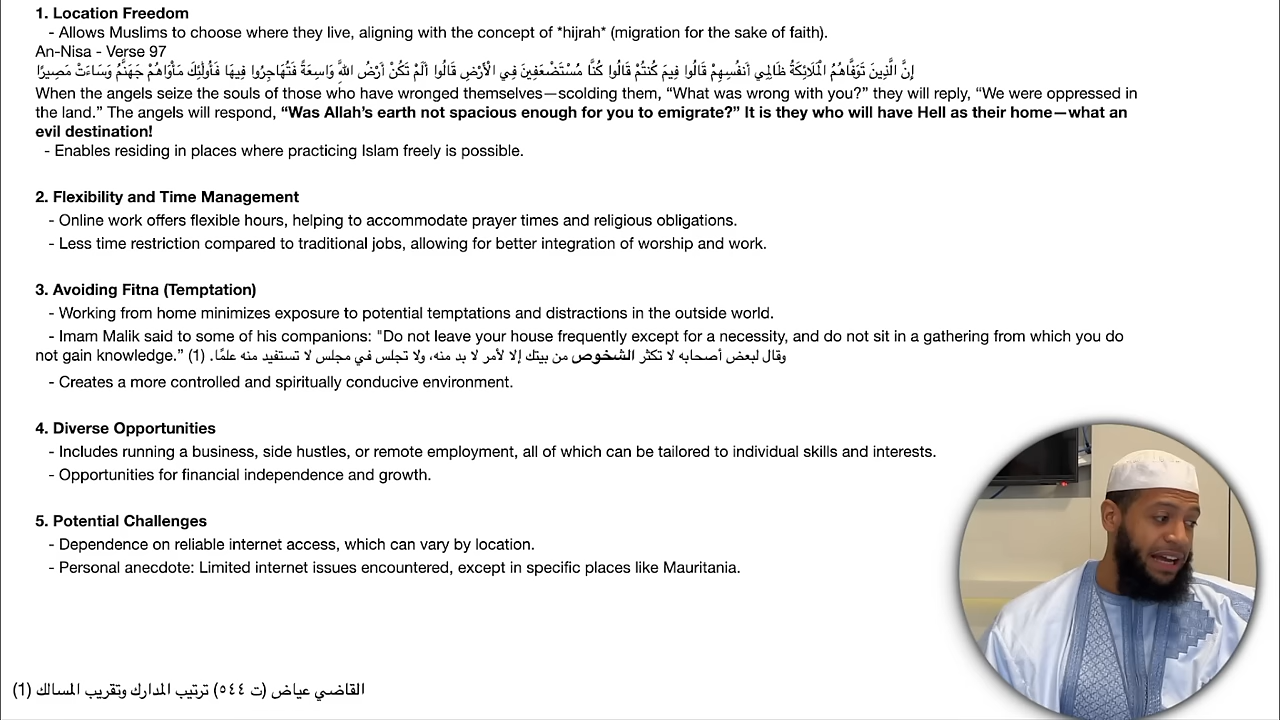 1. Location Freedom
- Allows Muslims to choose where they live, aligning with the concept of *hijrah* (migration for the sake of faith).
An-Nisa - Verse 97
إِنَّ الَّذِينَ تَوَفَّاهُمُ الْمَلَائِكَةُ ظَالِمِي أَنفُسِهِمْ قَالُوا فِيمَ كُنتُمْ قَالُوا كُنَّا مُسْتَضْعَفِينَ فِي الْأَرْضِ قَالُوا أَلَمْ تَكُنْ أَرْضُ اللَّهِ وَاسِعَةً فَتُهَاجِرُوا فِيهَا فَأُولَٰئِكَ مَأْوَاهُمْ جَهَنَّمُ وَسَاءَتْ مَصِيرًا
When the angels seize the souls of those who have wronged themselves—scolding them, “What was wrong with you?” they will reply, “We were oppressed in
the land.” The angels will respond, “Was Allah’s earth not spacious enough for you to emigrate?” It is they who will have Hell as their home—what an
evil destination!
- Enables residing in places where practicing Islam freely is possible.
2. Flexibility and Time Management
- Online work offers flexible hours, helping to accommodate prayer times and religious obligations.
- Less time restriction compared to traditional jobs, allowing for better integration of worship and work.
3. Avoiding Fitna (Temptation)
- Working from home minimizes exposure to potential temptations and distractions in the outside world.
- Imam Malik said to some of his companions: "Do not leave your house frequently except for a necessity, and do not sit in a gathering from which you do
not gain knowledge.” (1) وقال لبعض أصحابه لا تكثر الشخوص من بيتك إلا لأمر لا بد منه، ولا تجلس في مجلس لا تستفيد منه علمًا.
- Creates a more controlled and spiritually conducive environment.
4. Diverse Opportunities
- Includes running a business, side hustles, or remote employment, all of which can be tailored to individual skills and interests.
- Opportunities for financial independence and growth.
5. Potential Challenges
- Dependence on reliable internet access, which can vary by location.
- Personal anecdote: Limited internet issues encountered, except in specific places like Mauritania.
(1) القاضي عياض (ت ٥٤٤) ترتيب المدارك وتقريب المسالك